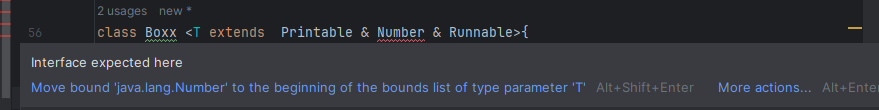 2 usages new *
56 class Boxx <T extends  Printable & Number & Runnable>{
Interface expected here
Move bound 'java.lang.Number' to the beginning of the bounds list of type parameter 'T' Alt+Shift+Enter More actions... Alt+Enter